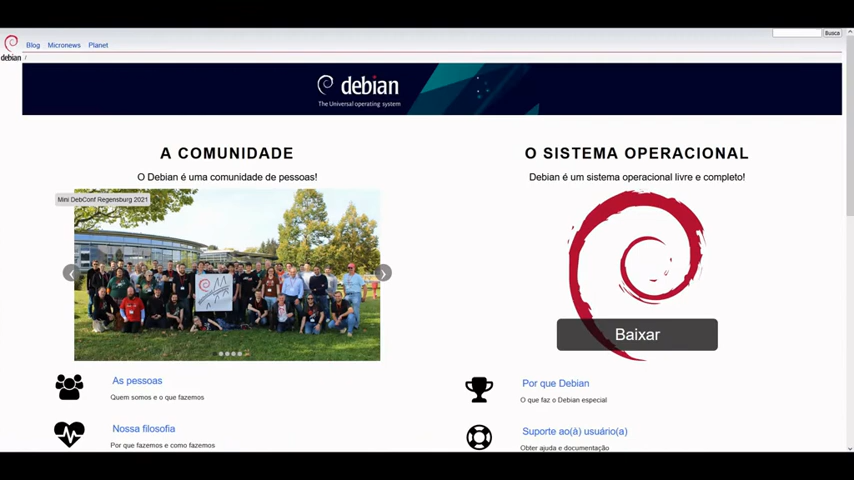 Busca
Blog Micronews Planet
debian /
debian
The Universal operating system
A COMUNIDADE
O Debian é uma comunidade de pessoas!
Mini DebConf Regensburg 2021
As pessoas
Quem somos e o que fazemos
Nossa filosofia
Por que fazemos e como fazemos
O SISTEMA OPERACIONAL
Debian é um sistema operacional livre e completo!
Baixar
Por que Debian
O que faz o Debian especial
Suporte ao(à) usuário(a)
Obter ajuda e documentação